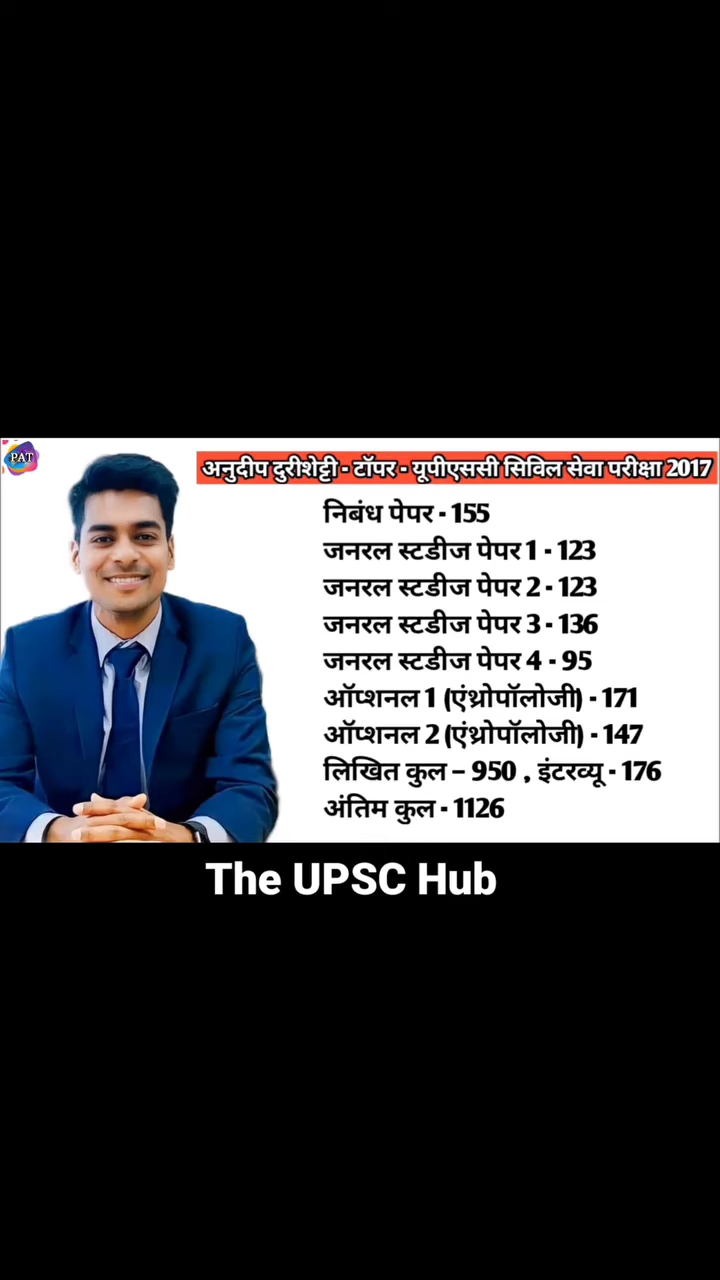 PAT
अनुदीप दुरीशेट्टी - टॉपर - यूपीएससी सिविल सेवा परीक्षा 2017
निबंध पेपर - 155
जनरल स्टडीज पेपर 1 - 123
जनरल स्टडीज पेपर 2 - 123
जनरल स्टडीज पेपर 3 - 136
जनरल स्टडीज पेपर 4 - 95
ऑप्शनल 1 (एंथ्रोपॉलोजी) - 171
ऑप्शनल 2 (एंथ्रोपॉलोजी) - 147
लिखित कुल – 950 , इंटरव्यू - 176
अंतिम कुल - 1126
The UPSC Hub